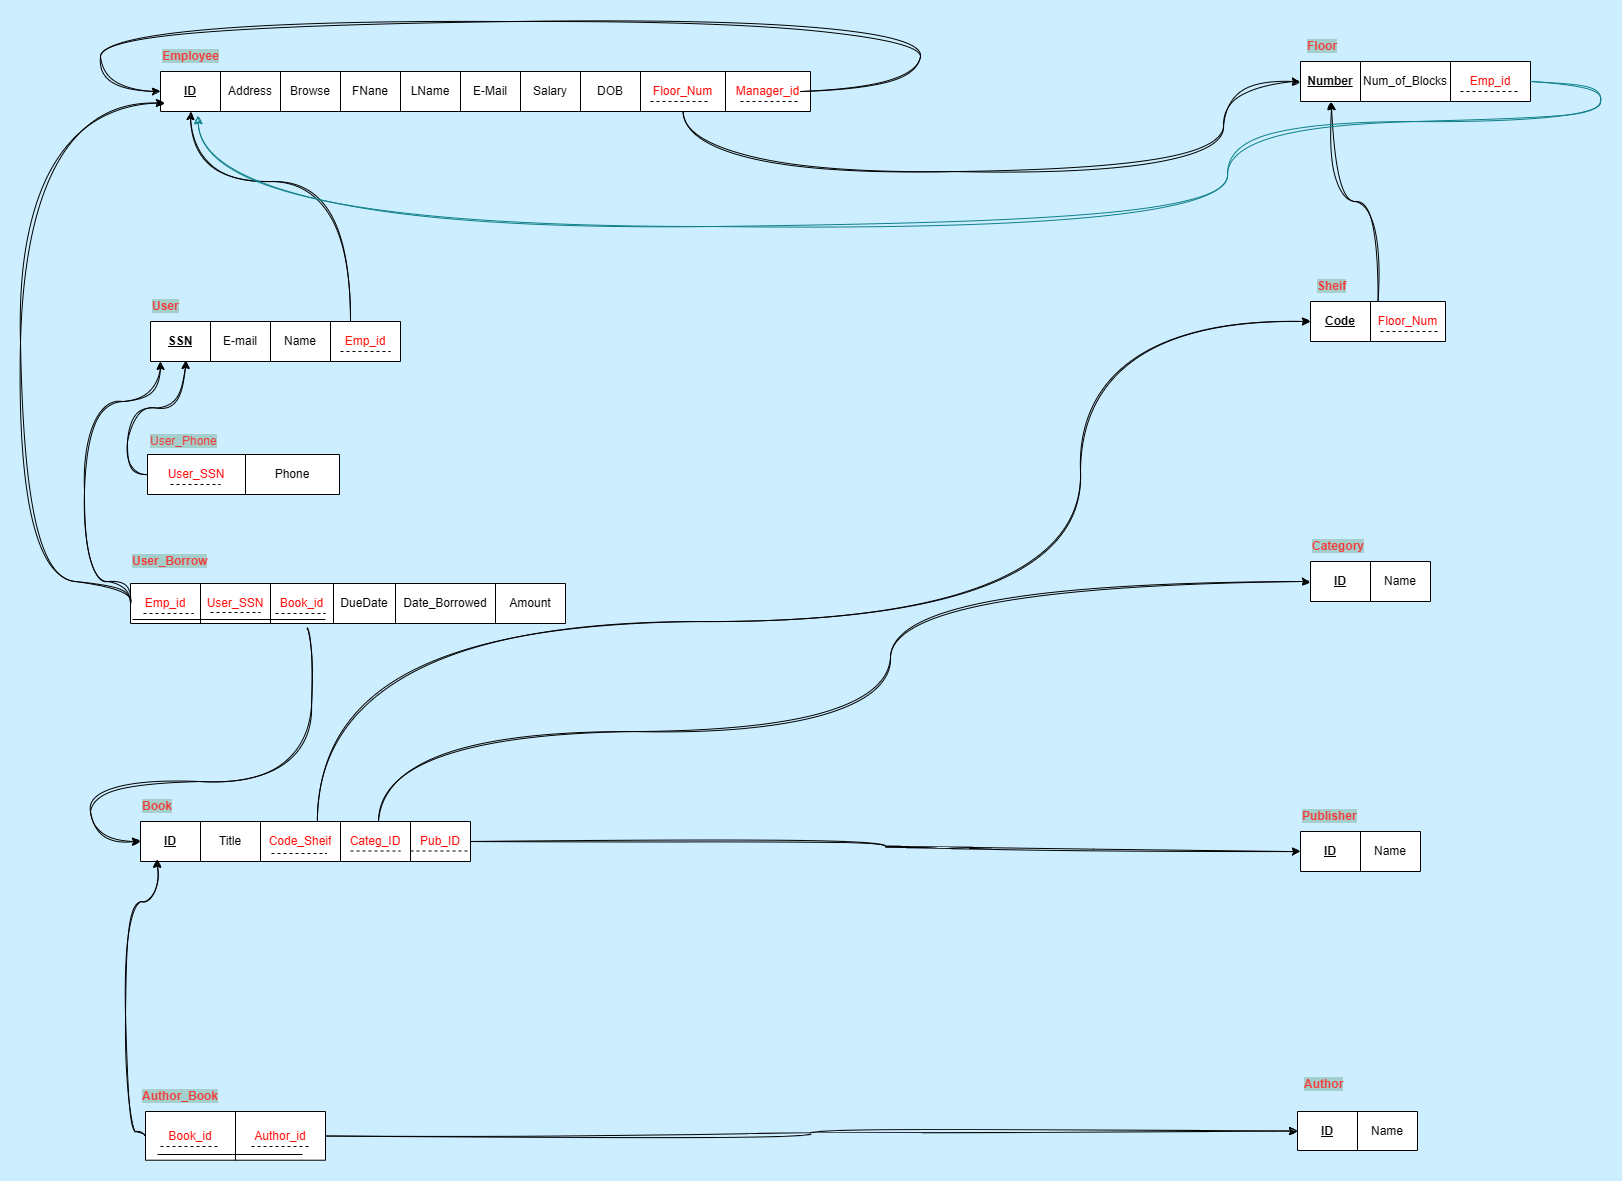 Employee
ID Address Browse FNane LName E-Mail Salary DOB Floor_Num Manager_id
Floor
Number Num_of_Blocks Emp_id
User
SSN E-mail Name Emp_id
Sheif
Code Floor_Num
User_Phone
User_SSN Phone
User_Borrow
Emp_id User_SSN Book_id DueDate Date_Borrowed Amount
Category
ID Name
Book
ID Title Code_Sheif Categ_ID Pub_ID
Publisher
ID Name
Author_Book
Book_id Author_id
Author
ID Name